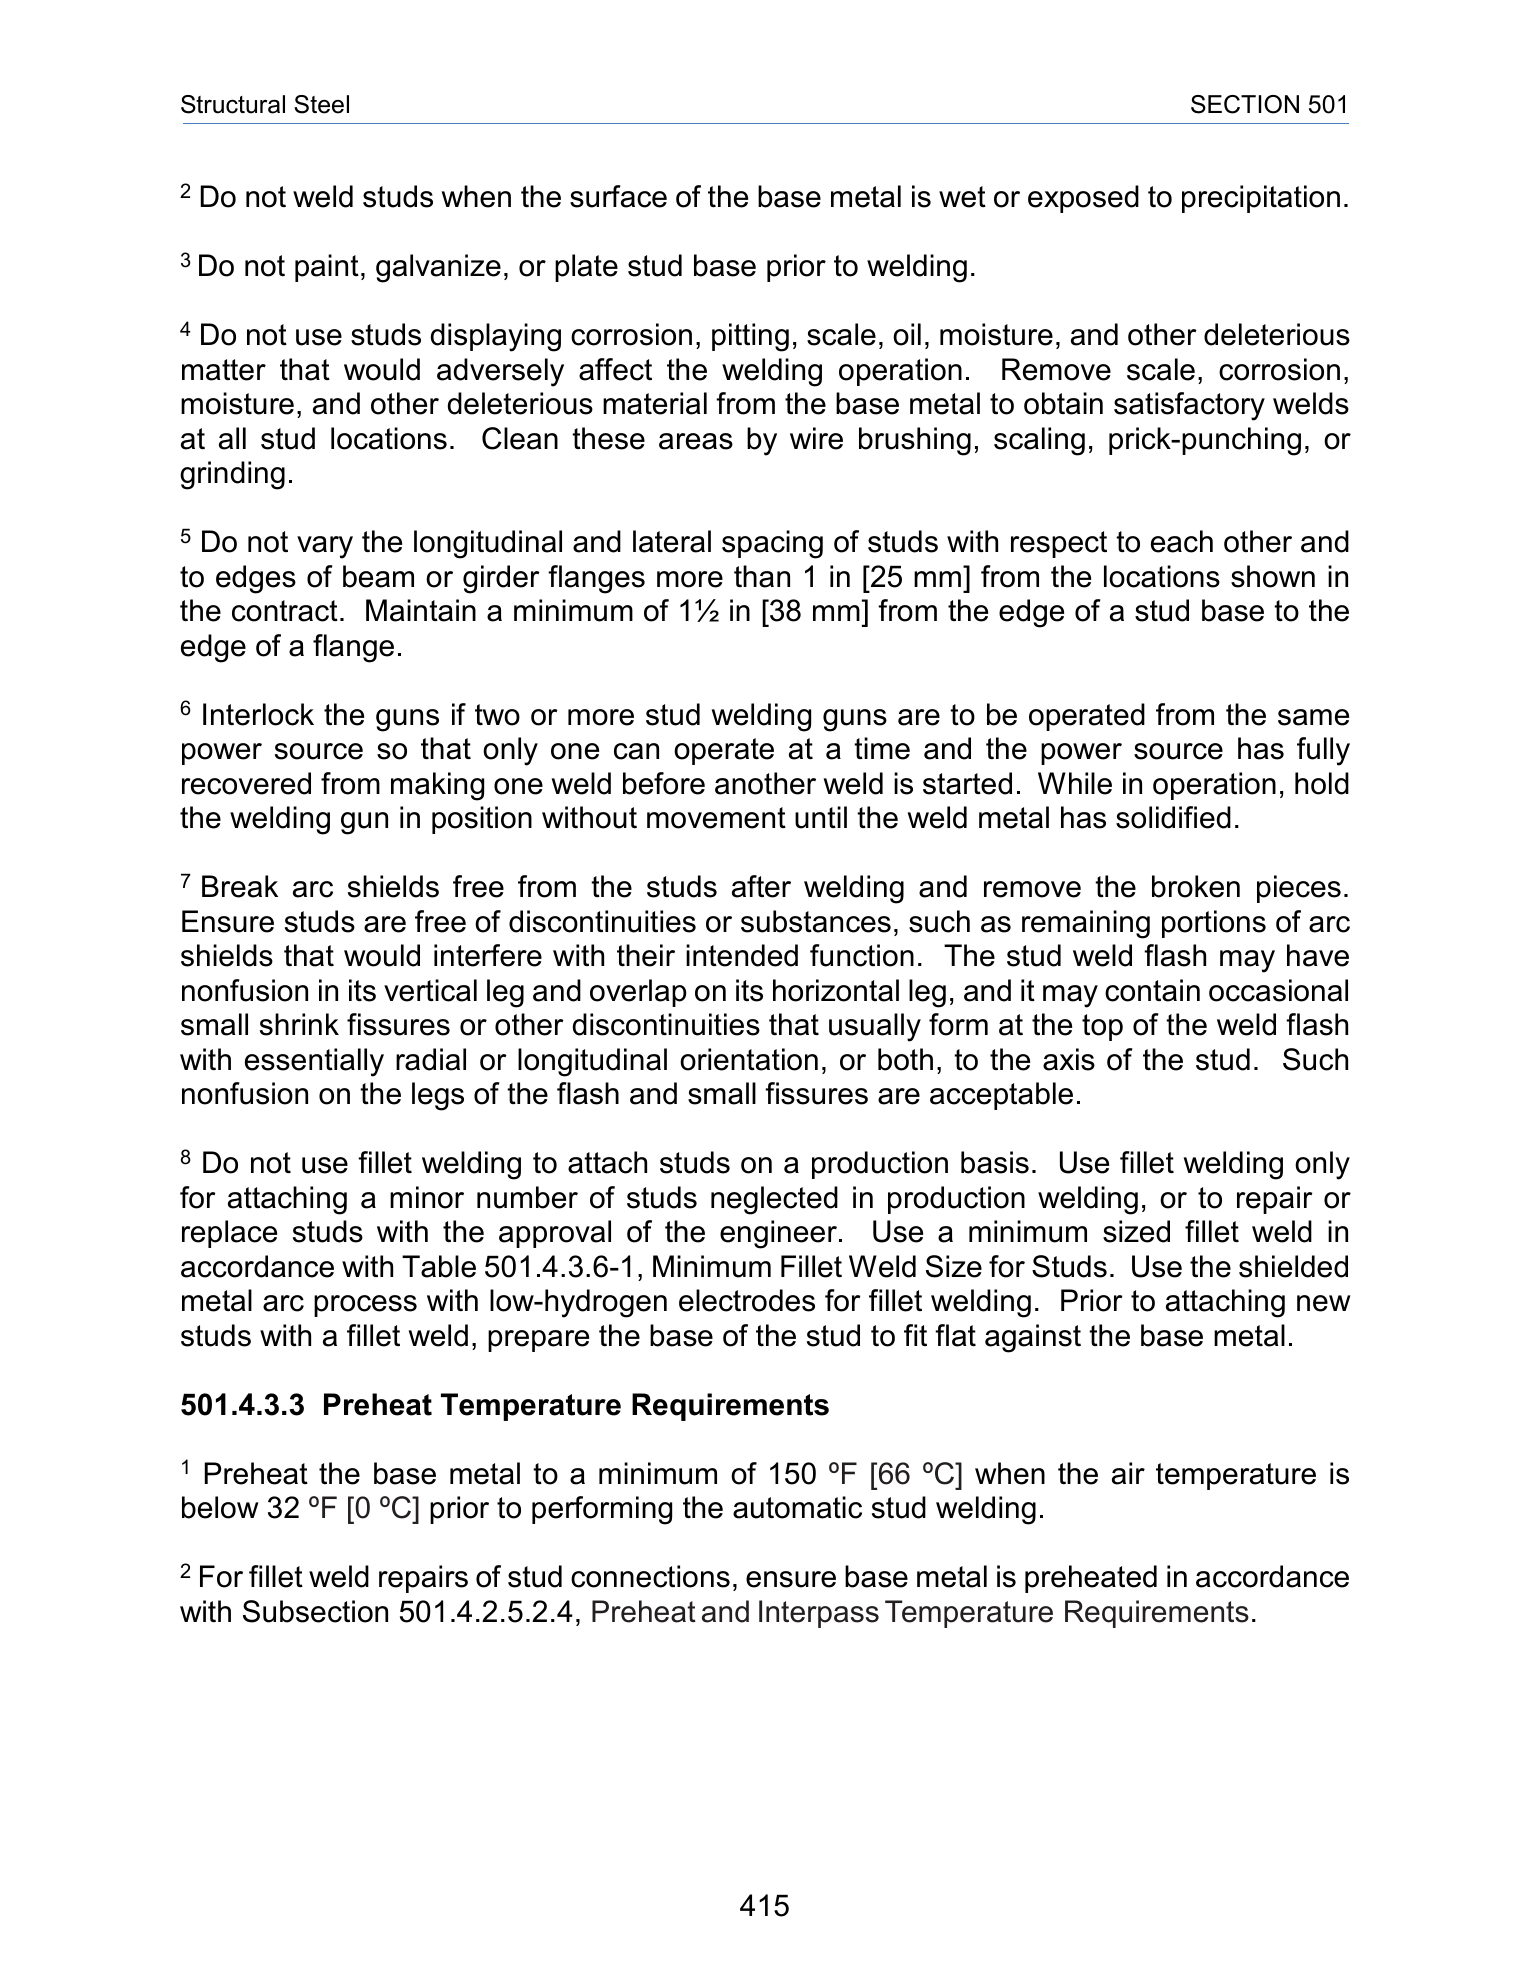 Structural Steel SECTION 501
2 Do not weld studs when the surface of the base metal is wet or exposed to precipitation.
3 Do not paint, galvanize, or plate stud base prior to welding.
4 Do not use studs displaying corrosion, pitting, scale, oil, moisture, and other deleterious
matter that would adversely affect the welding operation. Remove scale, corrosion,
moisture, and other deleterious material from the base metal to obtain satisfactory welds
at all stud locations. Clean these areas by wire brushing, scaling, prick-punching, or
grinding.
5 Do not vary the longitudinal and lateral spacing of studs with respect to each other and
to edges of beam or girder flanges more than 1 in [25 mm] from the locations shown in
the contract. Maintain a minimum of 1½ in [38 mm] from the edge of a stud base to the
edge of a flange.
6 Interlock the guns if two or more stud welding guns are to be operated from the same
power source so that only one can operate at a time and the power source has fully
recovered from making one weld before another weld is started. While in operation, hold
the welding gun in position without movement until the weld metal has solidified.
7 Break arc shields free from the studs after welding and remove the broken pieces.
Ensure studs are free of discontinuities or substances, such as remaining portions of arc
shields that would interfere with their intended function. The stud weld flash may have
nonfusion in its vertical leg and overlap on its horizontal leg, and it may contain occasional
small shrink fissures or other discontinuities that usually form at the top of the weld flash
with essentially radial or longitudinal orientation, or both, to the axis of the stud. Such
nonfusion on the legs of the flash and small fissures are acceptable.
8 Do not use fillet welding to attach studs on a production basis. Use fillet welding only
for attaching a minor number of studs neglected in production welding, or to repair or
replace studs with the approval of the engineer. Use a minimum sized fillet weld in
accordance with Table 501.4.3.6-1, Minimum Fillet Weld Size for Studs. Use the shielded
metal arc process with low-hydrogen electrodes for fillet welding. Prior to attaching new
studs with a fillet weld, prepare the base of the stud to fit flat against the base metal.
501.4.3.3 Preheat Temperature Requirements
1 Preheat the base metal to a minimum of 150 ºF [66 ºC] when the air temperature is
below 32 ºF [0 ºC] prior to performing the automatic stud welding.
2 For fillet weld repairs of stud connections, ensure base metal is preheated in accordance
with Subsection 501.4.2.5.2.4, Preheat and Interpass Temperature Requirements.
415